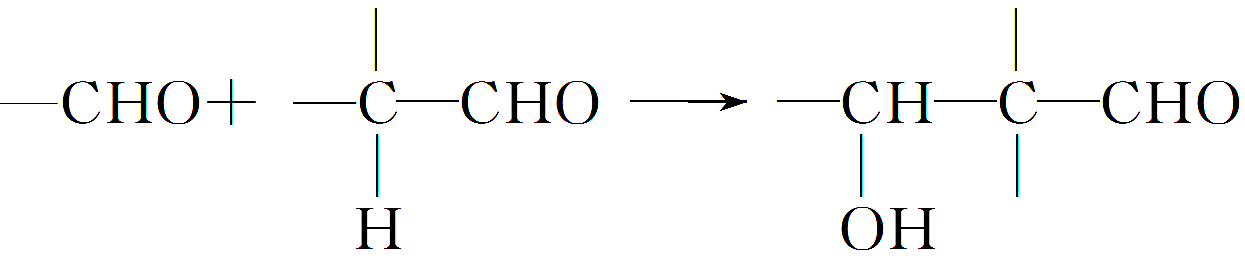 —CHO+ —C—CHO ⟶ —CH—C—CHO
H OH